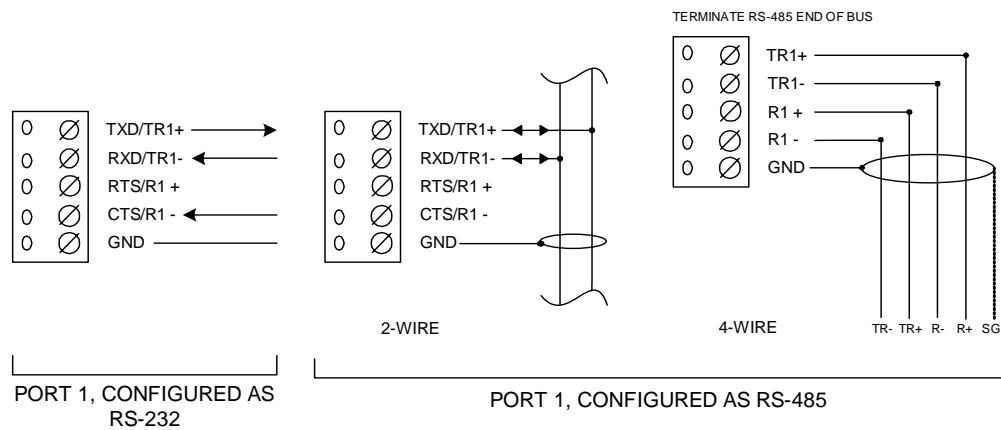 TERMINATE RS-485 END OF BUS
TXD/TR1+
RXD/TR1-
RTS/R1 +
CTS/R1 -
GND
TXD/TR1+
RXD/TR1-
RTS/R1 +
CTS/R1 -
GND
2-WIRE
TR1+
TR1-
R1 +
R1 -
GND
4-WIRE
TR- TR+ R- R+ SG
PORT 1, CONFIGURED AS
RS-232
PORT 1, CONFIGURED AS RS-485